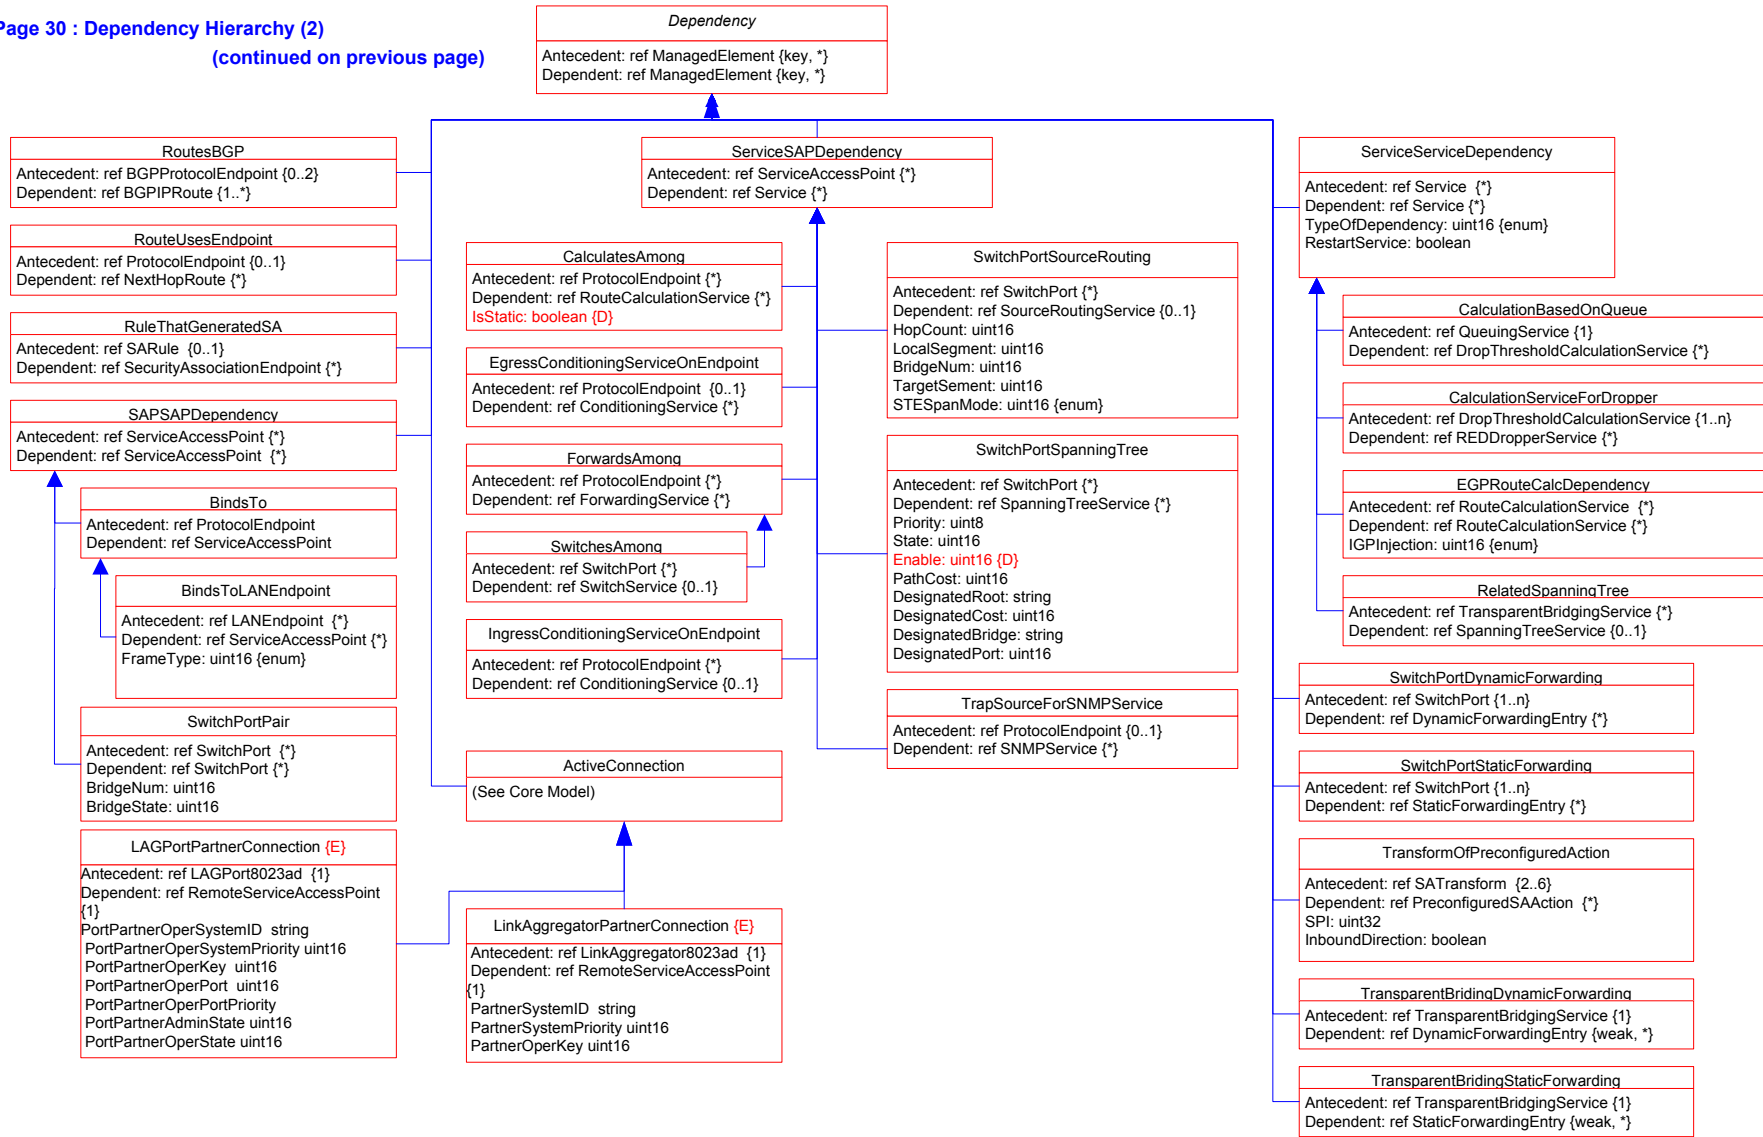 Page 30 : Dependency Hierarchy (2)
(continued on previous page)
Dependency
Antecedent: ref ManagedElement {key, *}
Dependent: ref ManagedElement {key, *}
RoutesBGP
Antecedent: ref BGPProtocolEndpoint {0..2}
Dependent: ref BGPIPRoute {1..*}
RouteUsesEndpoint
Antecedent: ref ProtocolEndpoint {0..1}
Dependent: ref NextHopRoute {*}
RuleThatGeneratedSA
Antecedent: ref SARule  {0..1}
Dependent: ref SecurityAssociationEndpoint {*}
SAPSAPDependency
Antecedent: ref ServiceAccessPoint {*}
Dependent: ref ServiceAccessPoint  {*}
BindsTo
Antecedent: ref ProtocolEndpoint
Dependent: ref ServiceAccessPoint
BindsToLANEndpoint
Antecedent: ref LANEndpoint  {*}
Dependent: ref ServiceAccessPoint {*}
FrameType: uint16 {enum}
SwitchPortPair
Antecedent: ref SwitchPort  {*}
Dependent: ref SwitchPort {*}
BridgeNum: uint16
BridgeState: uint16
LAGPortPartnerConnection {E}
Antecedent: ref LAGPort8023ad  {1}
Dependent: ref RemoteServiceAccessPoint
{1}
PortPartnerOperSystemID  string
PortPartnerOperSystemPriority uint16
PortPartnerOperKey  uint16
PortPartnerOperPort  uint16
PortPartnerOperPortPriority
PortPartnerAdminState uint16
PortPartnerOperState uint16
ServiceSAPDependency
Antecedent: ref ServiceAccessPoint {*}
Dependent: ref Service {*}
CalculatesAmong
Antecedent: ref ProtocolEndpoint {*}
Dependent: ref RouteCalculationService {*}
IsStatic: boolean {D}
EgressConditioningServiceOnEndpoint
Antecedent: ref ProtocolEndpoint  {0..1}
Dependent: ref ConditioningService {*}
ForwardsAmong
Antecedent: ref ProtocolEndpoint {*}
Dependent: ref ForwardingService {*}
SwitchesAmong
Antecedent: ref SwitchPort {*}
Dependent: ref SwitchService {0..1}
IngressConditioningServiceOnEndpoint
Antecedent: ref ProtocolEndpoint {*}
Dependent: ref ConditioningService {0..1}
ActiveConnection
(See Core Model)
LinkAggregatorPartnerConnection {E}
Antecedent: ref LinkAggregator8023ad  {1}
Dependent: ref RemoteServiceAccessPoint
{1}
PartnerSystemID  string
PartnerSystemPriority uint16
PartnerOperKey uint16
SwitchPortSourceRouting
Antecedent: ref SwitchPort {*}
Dependent: ref SourceRoutingService {0..1}
HopCount: uint16
LocalSegment: uint16
BridgeNum: uint16
TargetSement: uint16
STESpanMode: uint16 {enum}
SwitchPortSpanningTree
Antecedent: ref SwitchPort {*}
Dependent: ref SpanningTreeService {*}
Priority: uint8
State: uint16
Enable: uint16 {D}
PathCost: uint16
DesignatedRoot: string
DesignatedCost: uint16
DesignatedBridge: string
DesignatedPort: uint16
TrapSourceForSNMPService
Antecedent: ref ProtocolEndpoint {0..1}
Dependent: ref SNMPService {*}
ServiceServiceDependency
Antecedent: ref Service  {*}
Dependent: ref Service {*}
TypeOfDependency: uint16 {enum}
RestartService: boolean
CalculationBasedOnQueue
Antecedent: ref QueuingService {1}
Dependent: ref DropThresholdCalculationService {*}
CalculationServiceForDropper
Antecedent: ref DropThresholdCalculationService {1..n}
Dependent: ref REDDropperService {*}
EGPRouteCalcDependency
Antecedent: ref RouteCalculationService  {*}
Dependent: ref RouteCalculationService {*}
IGPInjection: uint16 {enum}
RelatedSpanningTree
Antecedent: ref TransparentBridgingService {*}
Dependent: ref SpanningTreeService {0..1}
SwitchPortDynamicForwarding
Antecedent: ref SwitchPort {1..n}
Dependent: ref DynamicForwardingEntry {*}
SwitchPortStaticForwarding
Antecedent: ref SwitchPort {1..n}
Dependent: ref StaticForwardingEntry {*}
TransformOfPreconfiguredAction
Antecedent: ref SATransform  {2..6}
Dependent: ref PreconfiguredSAAction  {*}
SPI: uint32
InboundDirection: boolean
TransparentBridingDynamicForwarding
Antecedent: ref TransparentBridgingService {1}
Dependent: ref DynamicForwardingEntry {weak, *}
TransparentBridingStaticForwarding
Antecedent: ref TransparentBridgingService {1}
Dependent: ref StaticForwardingEntry {weak, *}